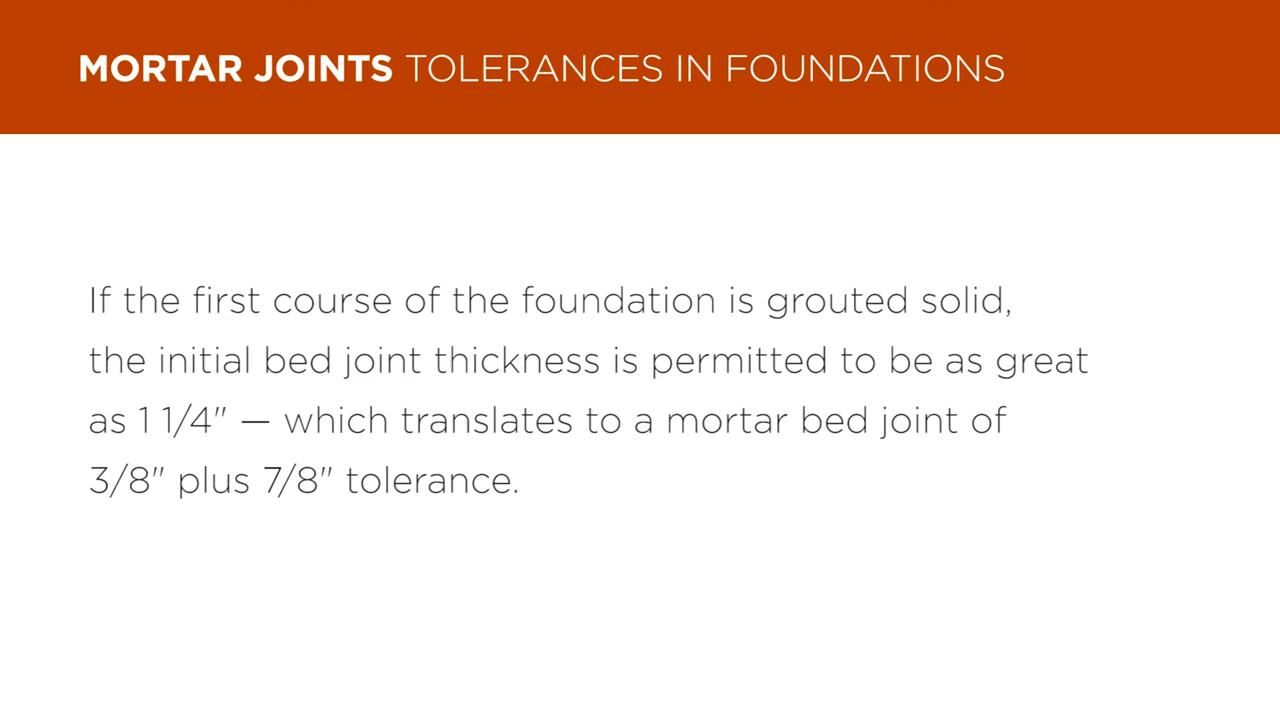 MORTAR JOINTS TOLERANCES IN FOUNDATIONS
If the first course of the foundation is grouted solid,
the initial bed joint thickness is permitted to be as great
as 1 1/4" — which translates to a mortar bed joint of
3/8" plus 7/8" tolerance.